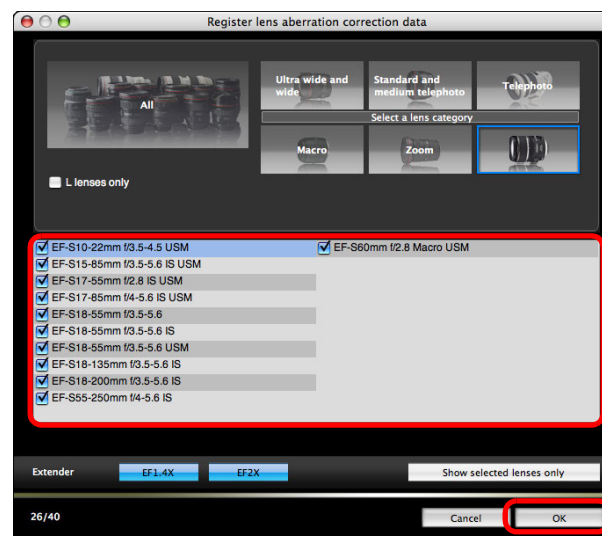 Register lens aberration correction data
All
Ultra wide and
wide
Standard and
medium telephoto
Telephoto
Select a lens category
Macro
Zoom
L lenses only
EF-S10-22mm f/3.5-4.5 USM
EF-S60mm f/2.8 Macro USM
EF-S15-85mm f/3.5-5.6 IS USM
EF-S17-55mm f/2.8 IS USM
EF-S17-85mm f/4-5.6 IS USM
EF-S18-55mm f/3.5-5.6
EF-S18-55mm f/3.5-5.6 IS
EF-S18-55mm f/3.5-5.6 USM
EF-S18-135mm f/3.5-5.6 IS
EF-S18-200mm f/3.5-5.6 IS
EF-S55-250mm f/4-5.6 IS
Extender
EF1.4X
EF2X
Show selected lenses only
26/40
Cancel
OK